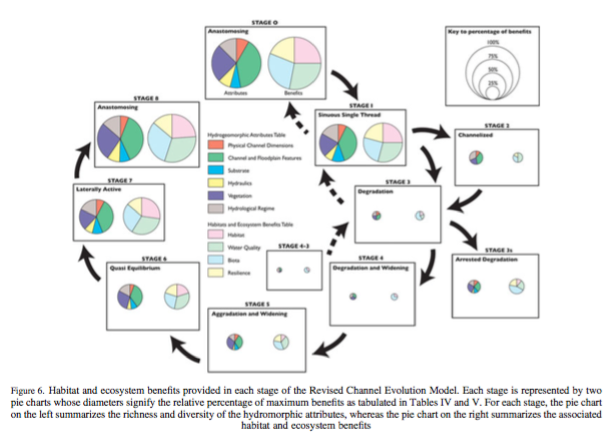 STAGE 0
Anastomosing
Attributes
Benefits
Key to percentage of benefits
100%
75%
50%
25%
STAGE 8
Anastomosing
STAGE 1
Sinuous Single Thread
STAGE 2
Channelized
Hydrogeomorphic Attributes Table
Physical Channel Dimensions
Channel and Floodplain Features
Substrate
Hydraulics
Vegetation
Hydrological Regime
Habitats and Ecosystem Benefits Table
Habitat
Water Quality
Biota
Resilience
STAGE 7
Laterally Active
STAGE 3
Degradation
STAGE 4-3
STAGE 3s
Arrested Degradation
STAGE 6
Quasi Equilibrium
STAGE 4
Degradation and Widening
STAGE 5
Aggradation and Widening
Figure 6. Habitat and ecosystem benefits provided in each stage of the Revised Channel Evolution Model. Each stage is represented by two
pie charts whose diameters signify the relative percentage of maximum benefits as tabulated in Tables IV and V. For each stage, the pie chart
on the left summarizes the richness and diversity of the hydromorphic attributes, whereas the pie chart on the right summarizes the associated
habitat and ecosystem benefits